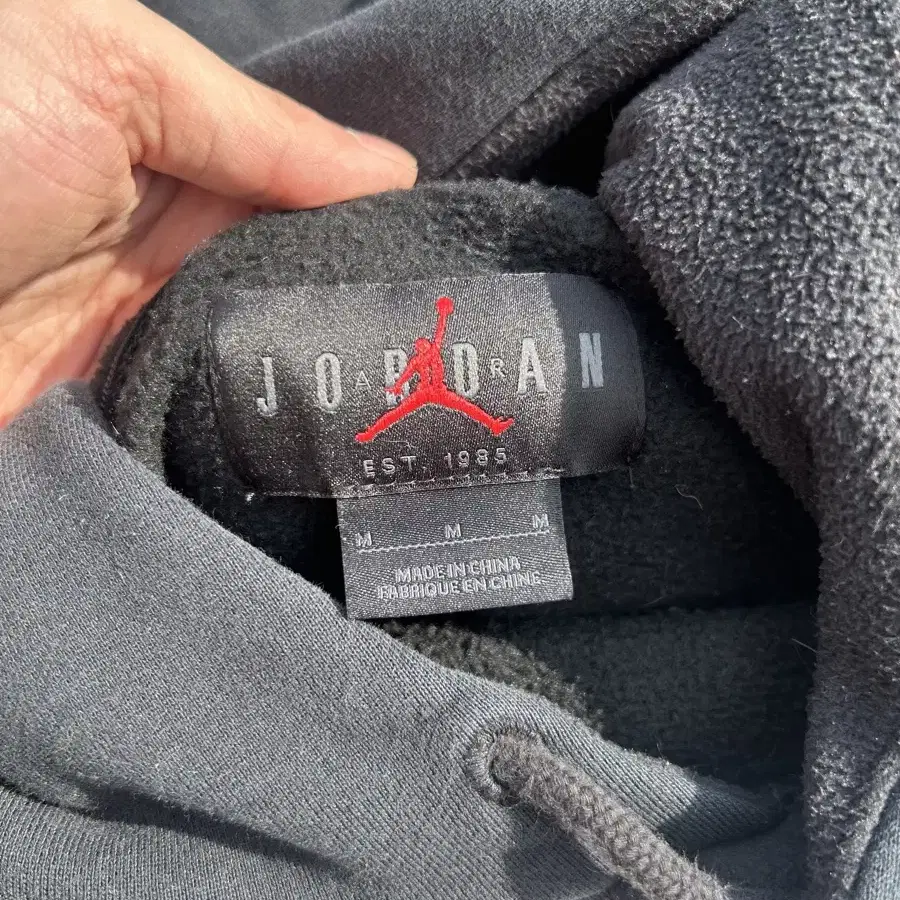 JORDAN
AIR
EST. 1985
M M M
MADE IN CHINA
FABRIQUE EN CHINE